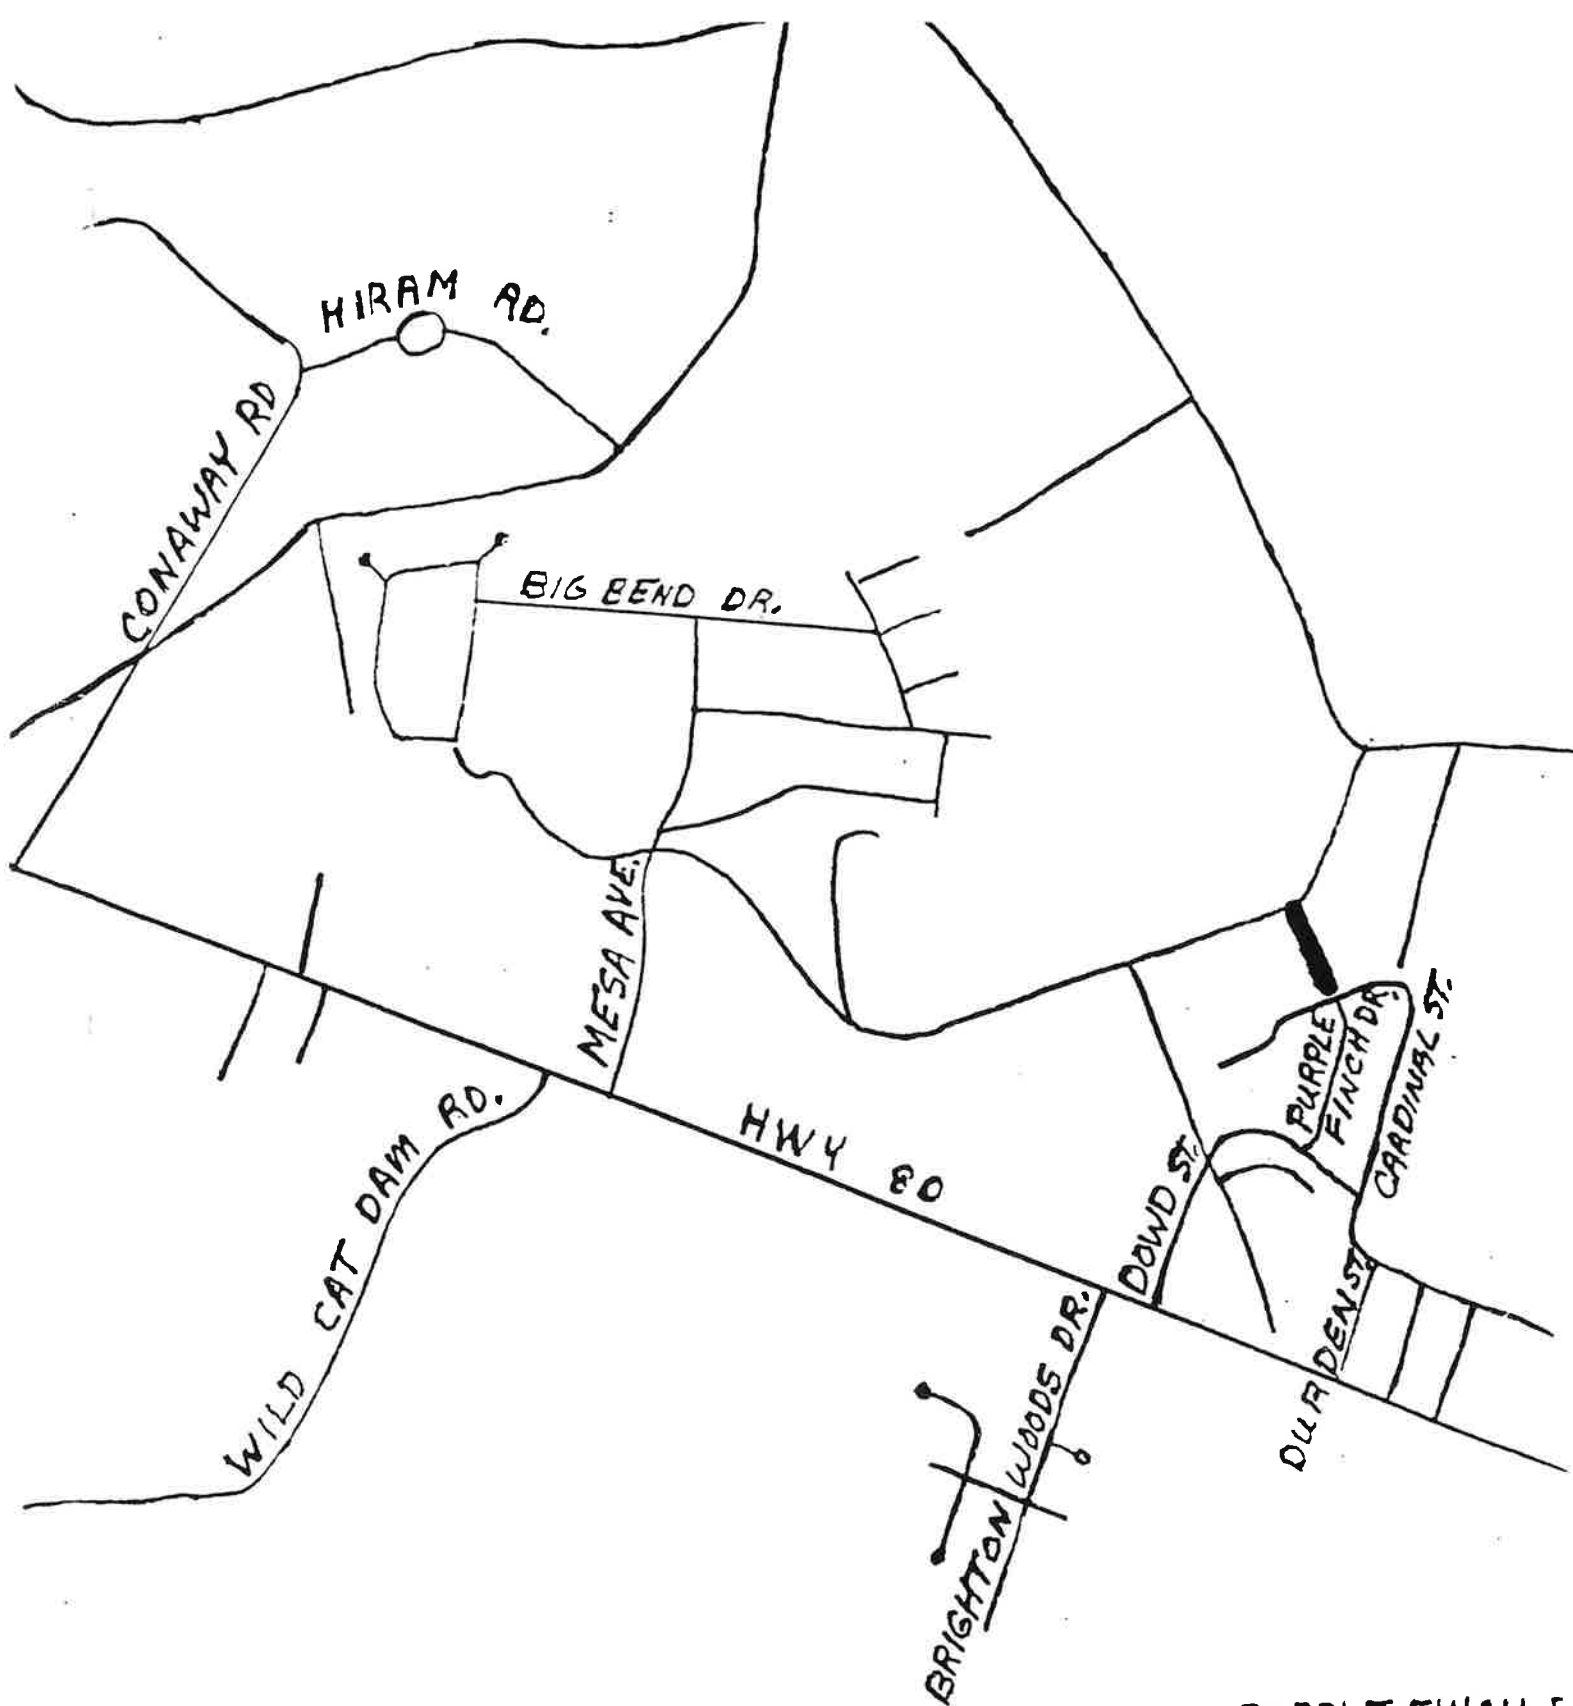 HIRAM RD.
CONAWAY RD
BIG BEND DR.
MESA AVE.
PURPLE
FINCH DR.
CARDINAL ST.
HWY 80
WILD CAT DAM RD.
DOWD ST.
DURDEN ST.
BRIGHTON WOODS DR.